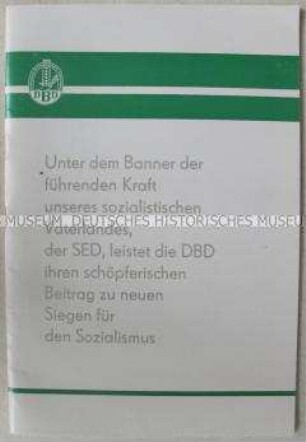 DBD
Unter dem Banner der
führenden Kraft
unseres sozialistischen
MUSEUM DEUTSCHES HISTORISCHES MUSEUM
Vaterlandes,
der SED, leistet die DBD
ihren schöpferischen
Beitrag zu neuen
Siegen für
den Sozialismus